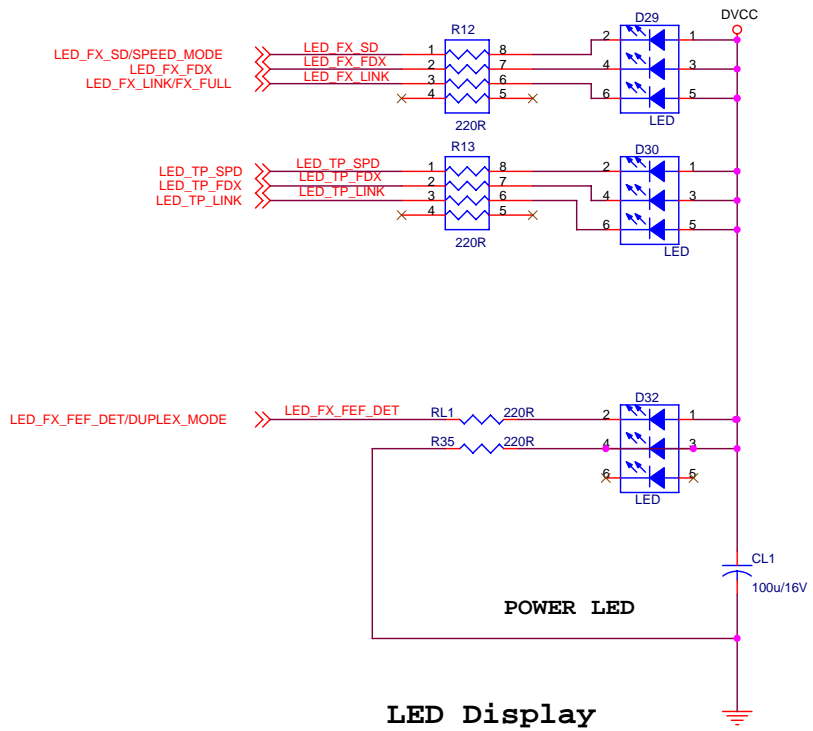 D29
DVCC
R12
LED_FX_SD/SPEED_MODE
LED_FX_SD
1
8
2
1
LED_FX_FDX
LED_FX_FDX
2
7
4
3
LED_FX_LINK/FX_FULL
LED_FX_LINK
3
6
4
5
6
5
220R
LED
R13
D30
LED_TP_SPD
LED_TP_SPD
1
8
2
1
LED_TP_FDX
LED_TP_FDX
2
7
4
3
LED_TP_LINK
LED_TP_LINK
3
6
4
5
6
5
220R
LED
D32
LED_FX_FEF_DET/DUPLEX_MODE
LED_FX_FEF_DET
RL1
220R
2
1
R35
220R
4
3
6
5
LED
CL1
100u/16V
POWER LED
LED Display